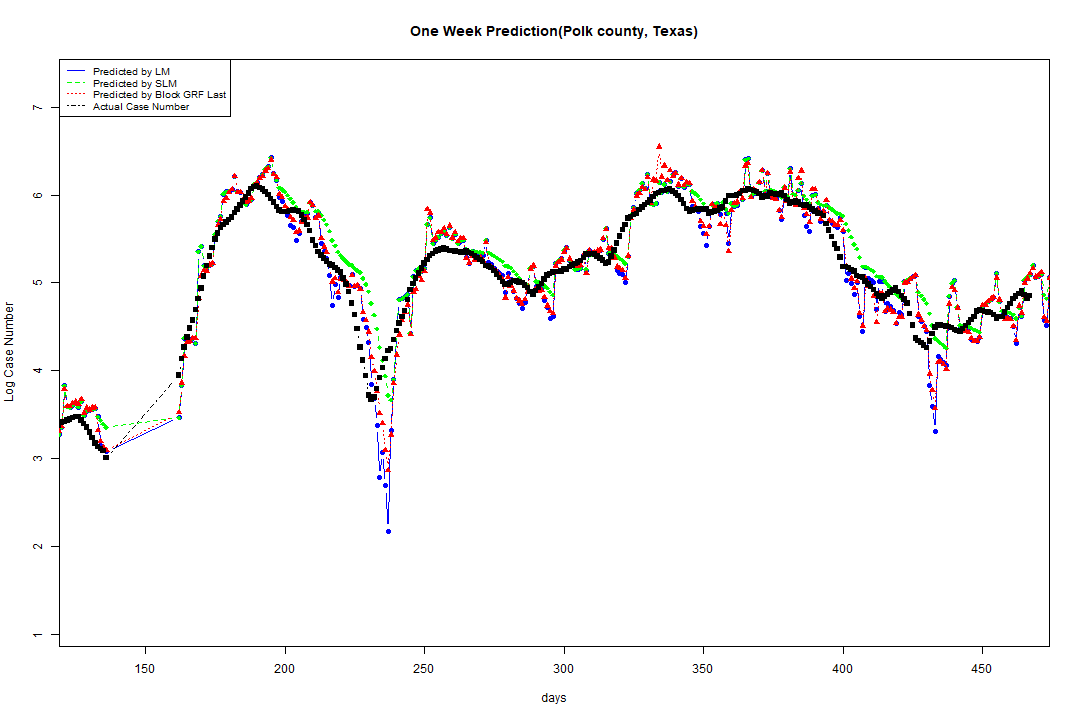 One Week Prediction(Polk county, Texas)
Predicted by LM
Predicted by SLM
Predicted by Block GRF Last
Actual Case Number
Log Case Number
7
6
5
4
3
2
1
150 200 250 300 350 400 450
days